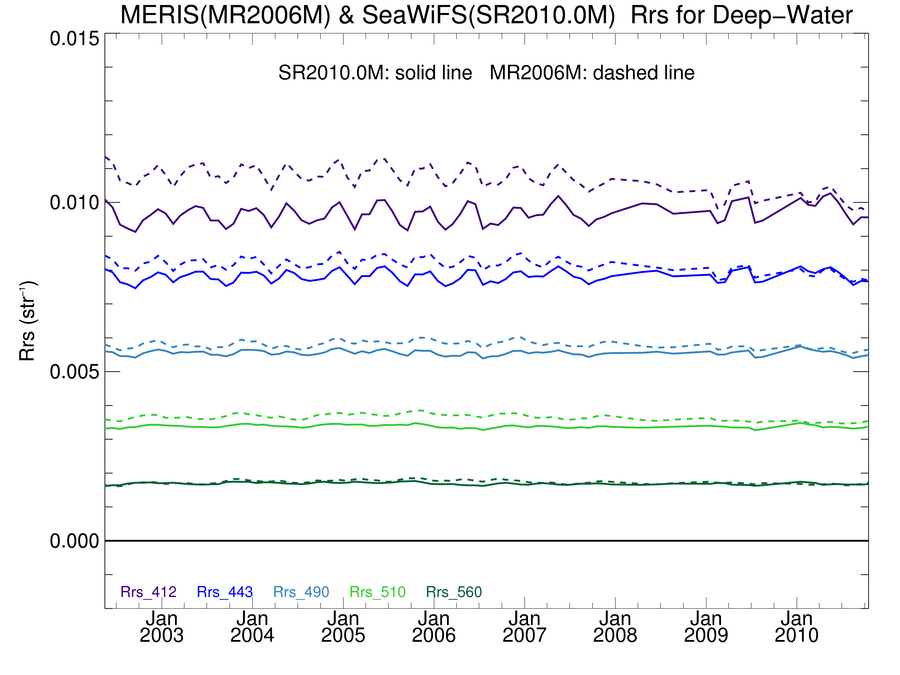 MERIS(MR2006M) & SeaWiFS(SR2010.0M)  Rrs for Deep−Water
SR2010.0M: solid line   MR2006M: dashed line
0.015
0.010
0.005
0.000
Rrs (str⁻¹)
Rrs_412 Rrs_443 Rrs_490 Rrs_510 Rrs_560
Jan Jan Jan Jan Jan Jan Jan Jan
2003 2004 2005 2006 2007 2008 2009 2010